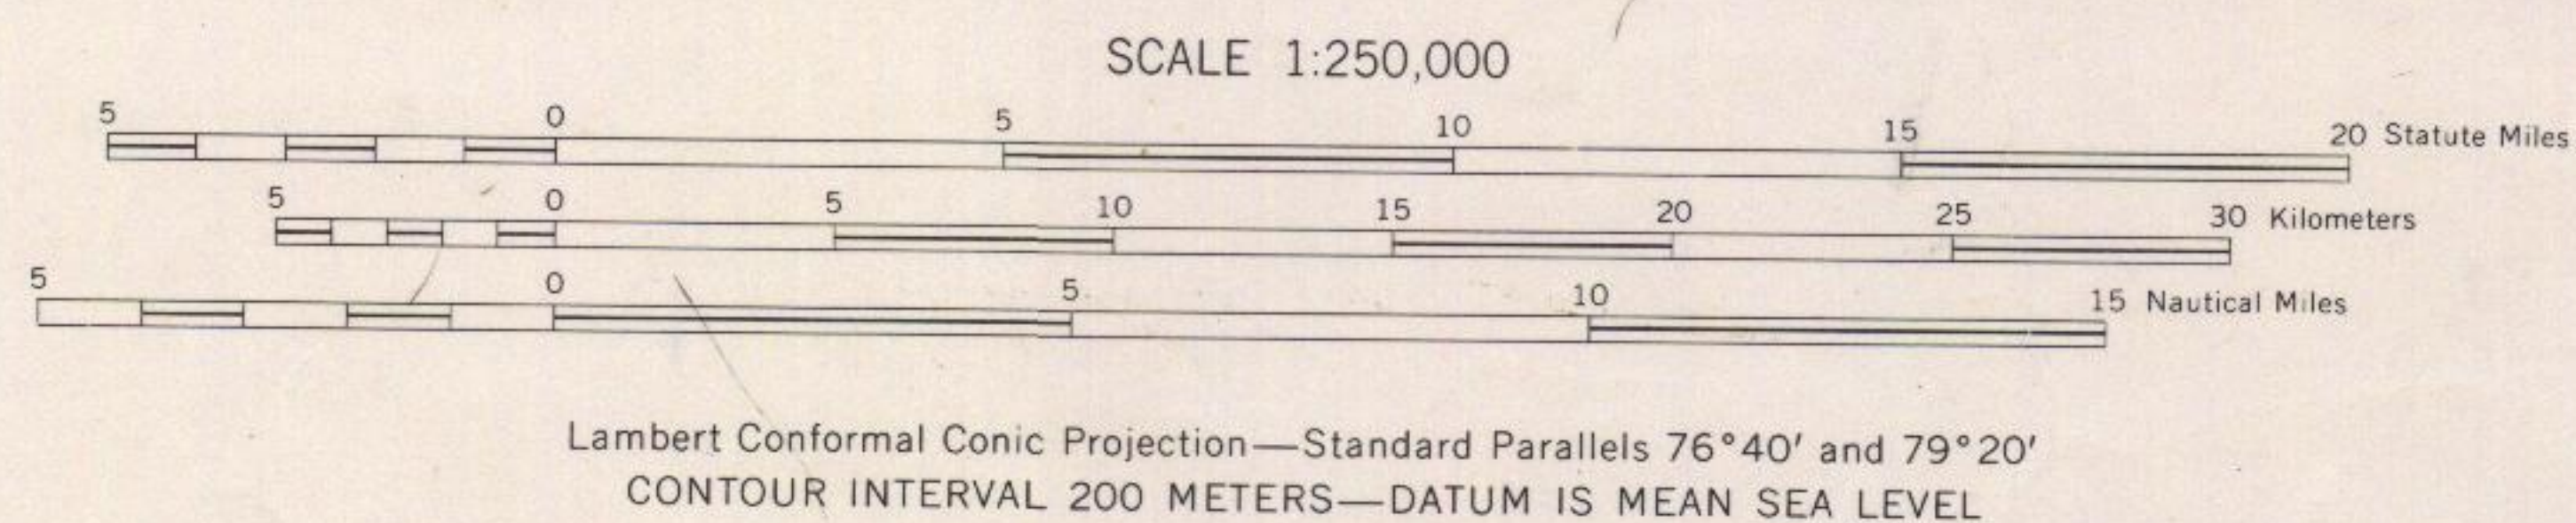 SCALE 1:250,000
5 0 5 10 15 20 Statute Miles
5 0 5 10 15 20 25 30 Kilometers
5 0 5 10 15 Nautical Miles
Lambert Conformal Conic Projection—Standard Parallels 76°40′ and 79°20′
CONTOUR INTERVAL 200 METERS—DATUM IS MEAN SEA LEVEL